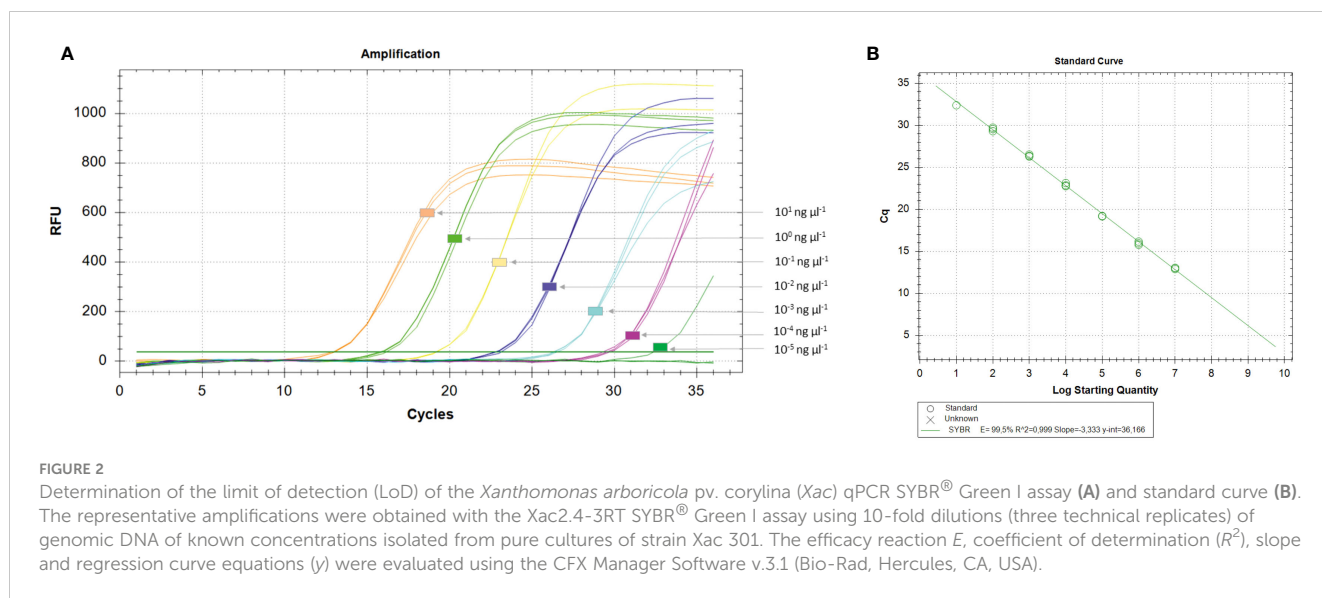 A
Amplification
RFU
1000
800
600
400
200
0
0 5 10 15 20 25 30 35
Cycles
10¹ ng µl⁻¹
10⁰ ng µl⁻¹
10⁻¹ ng µl⁻¹
10⁻² ng µl⁻¹
10⁻³ ng µl⁻¹
10⁻⁴ ng µl⁻¹
10⁻⁵ ng µl⁻¹
B
Standard Curve
Cq
35
30
25
20
15
10
5
0 1 2 3 4 5 6 7 8 9 10
Log Starting Quantity
Standard
Unknown
SYBR E= 99,5% R^2=0,999 Slope=-3,333 y-int=36,166
FIGURE 2
Determination of the limit of detection (LoD) of the Xanthomonas arboricola pv. corylina (Xac) qPCR SYBR® Green I assay (A) and standard curve (B).
The representative amplifications were obtained with the Xac2.4-3RT SYBR® Green I assay using 10-fold dilutions (three technical replicates) of
genomic DNA of known concentrations isolated from pure cultures of strain Xac 301. The efficacy reaction E, coefficient of determination (R²), slope
and regression curve equations (y) were evaluated using the CFX Manager Software v.3.1 (Bio-Rad, Hercules, CA, USA).